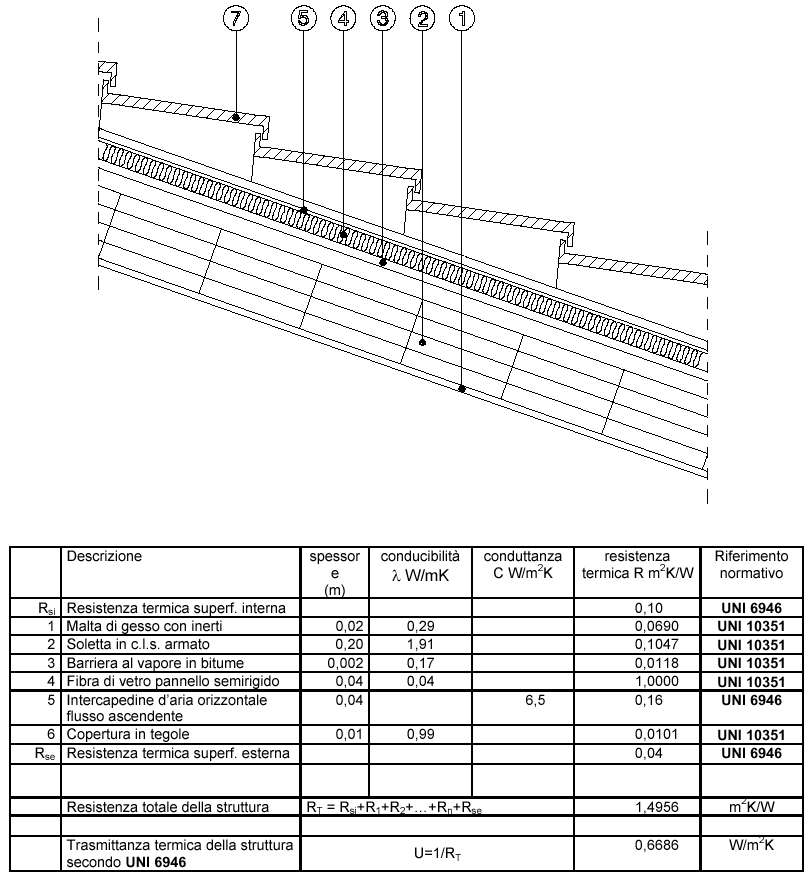 7 5 4 3 2 1
Descrizione spessor conducibilità conduttanza resistenza Riferimento
e λ W/mK C W/m²K termica R m²K/W normativo
(m)
Rsi Resistenza termica superf. interna 0,10 UNI 6946
1 Malta di gesso con inerti 0,02 0,29 0,0690 UNI 10351
2 Soletta in c.l.s. armato 0,20 1,91 0,1047 UNI 10351
3 Barriera al vapore in bitume 0,002 0,17 0,0118 UNI 10351
4 Fibra di vetro pannello semirigido 0,04 0,04 1,0000 UNI 10351
5 Intercapedine d'aria orizzontale 0,04 6,5 0,16 UNI 6946
flusso ascendente
6 Copertura in tegole 0,01 0,99 0,0101 UNI 10351
Rse Resistenza termica superf. esterna 0,04 UNI 6946
Resistenza totale della struttura RT = Rsi+R1+R2+…+Rn+Rse 1,4956 m²K/W
Trasmittanza termica della struttura 0,6686 W/m²K
secondo UNI 6946 U=1/RT